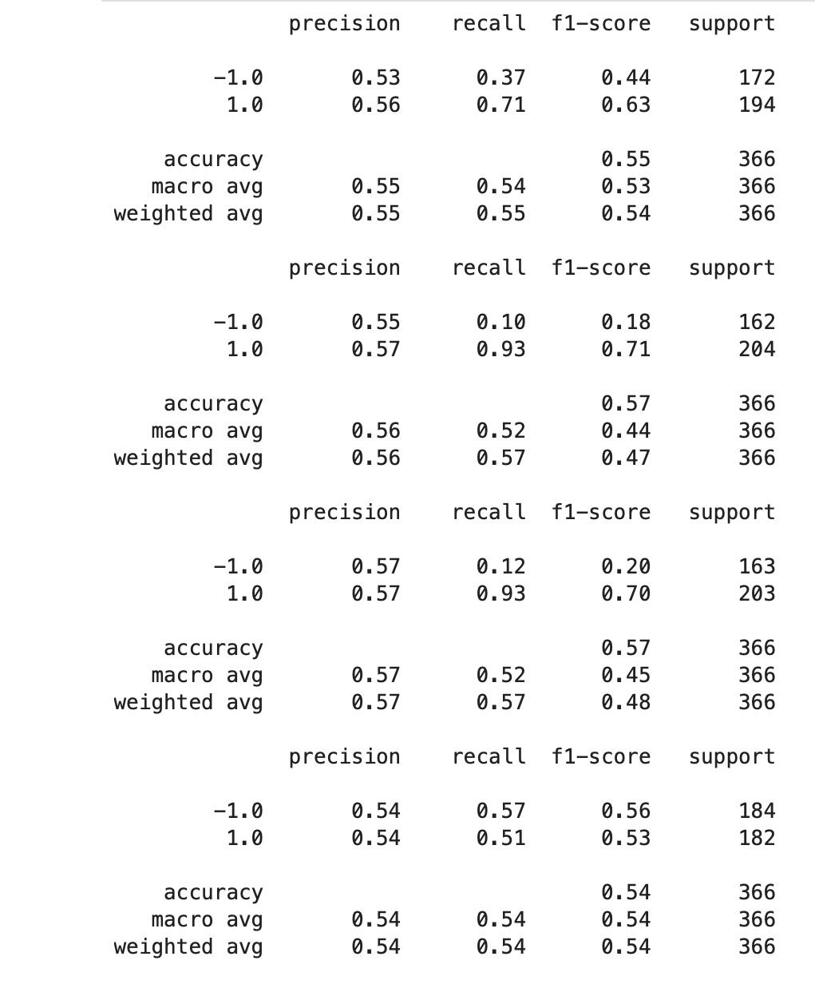 precision recall f1-score support
-1.0 0.53 0.37 0.44 172
1.0 0.56 0.71 0.63 194
accuracy 0.55 366
macro avg 0.55 0.54 0.53 366
weighted avg 0.55 0.55 0.54 366
precision recall f1-score support
-1.0 0.55 0.10 0.18 162
1.0 0.57 0.93 0.71 204
accuracy 0.57 366
macro avg 0.56 0.52 0.44 366
weighted avg 0.56 0.57 0.47 366
precision recall f1-score support
-1.0 0.57 0.12 0.20 163
1.0 0.57 0.93 0.70 203
accuracy 0.57 366
macro avg 0.57 0.52 0.45 366
weighted avg 0.57 0.57 0.48 366
precision recall f1-score support
-1.0 0.54 0.57 0.56 184
1.0 0.54 0.51 0.53 182
accuracy 0.54 366
macro avg 0.54 0.54 0.54 366
weighted avg 0.54 0.54 0.54 366